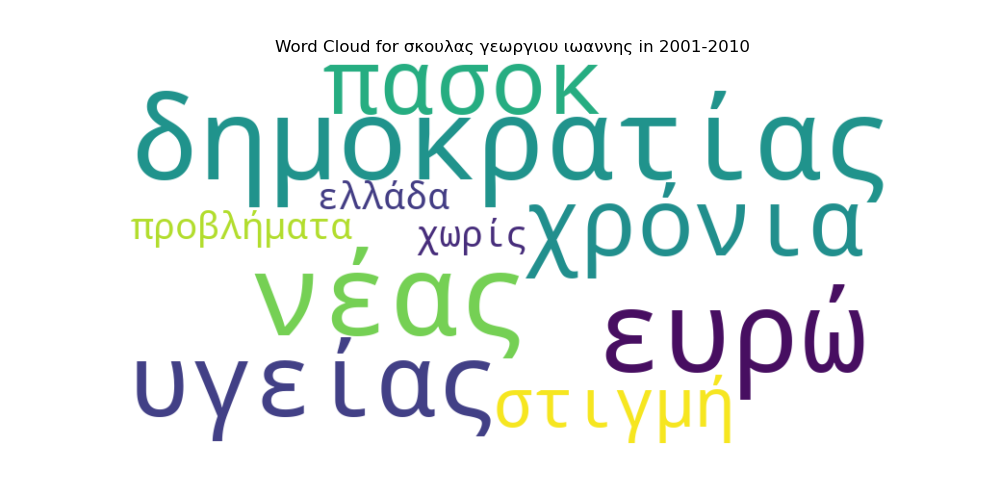 Word Cloud for σκουλας γεωργιου ιωαννης in 2001-2010
πασοκ
δημοκρατίας
ελλάδα
προβλήματα
χωρίς
χρόνια
νέας
ευρώ
υγείας
στιγμή